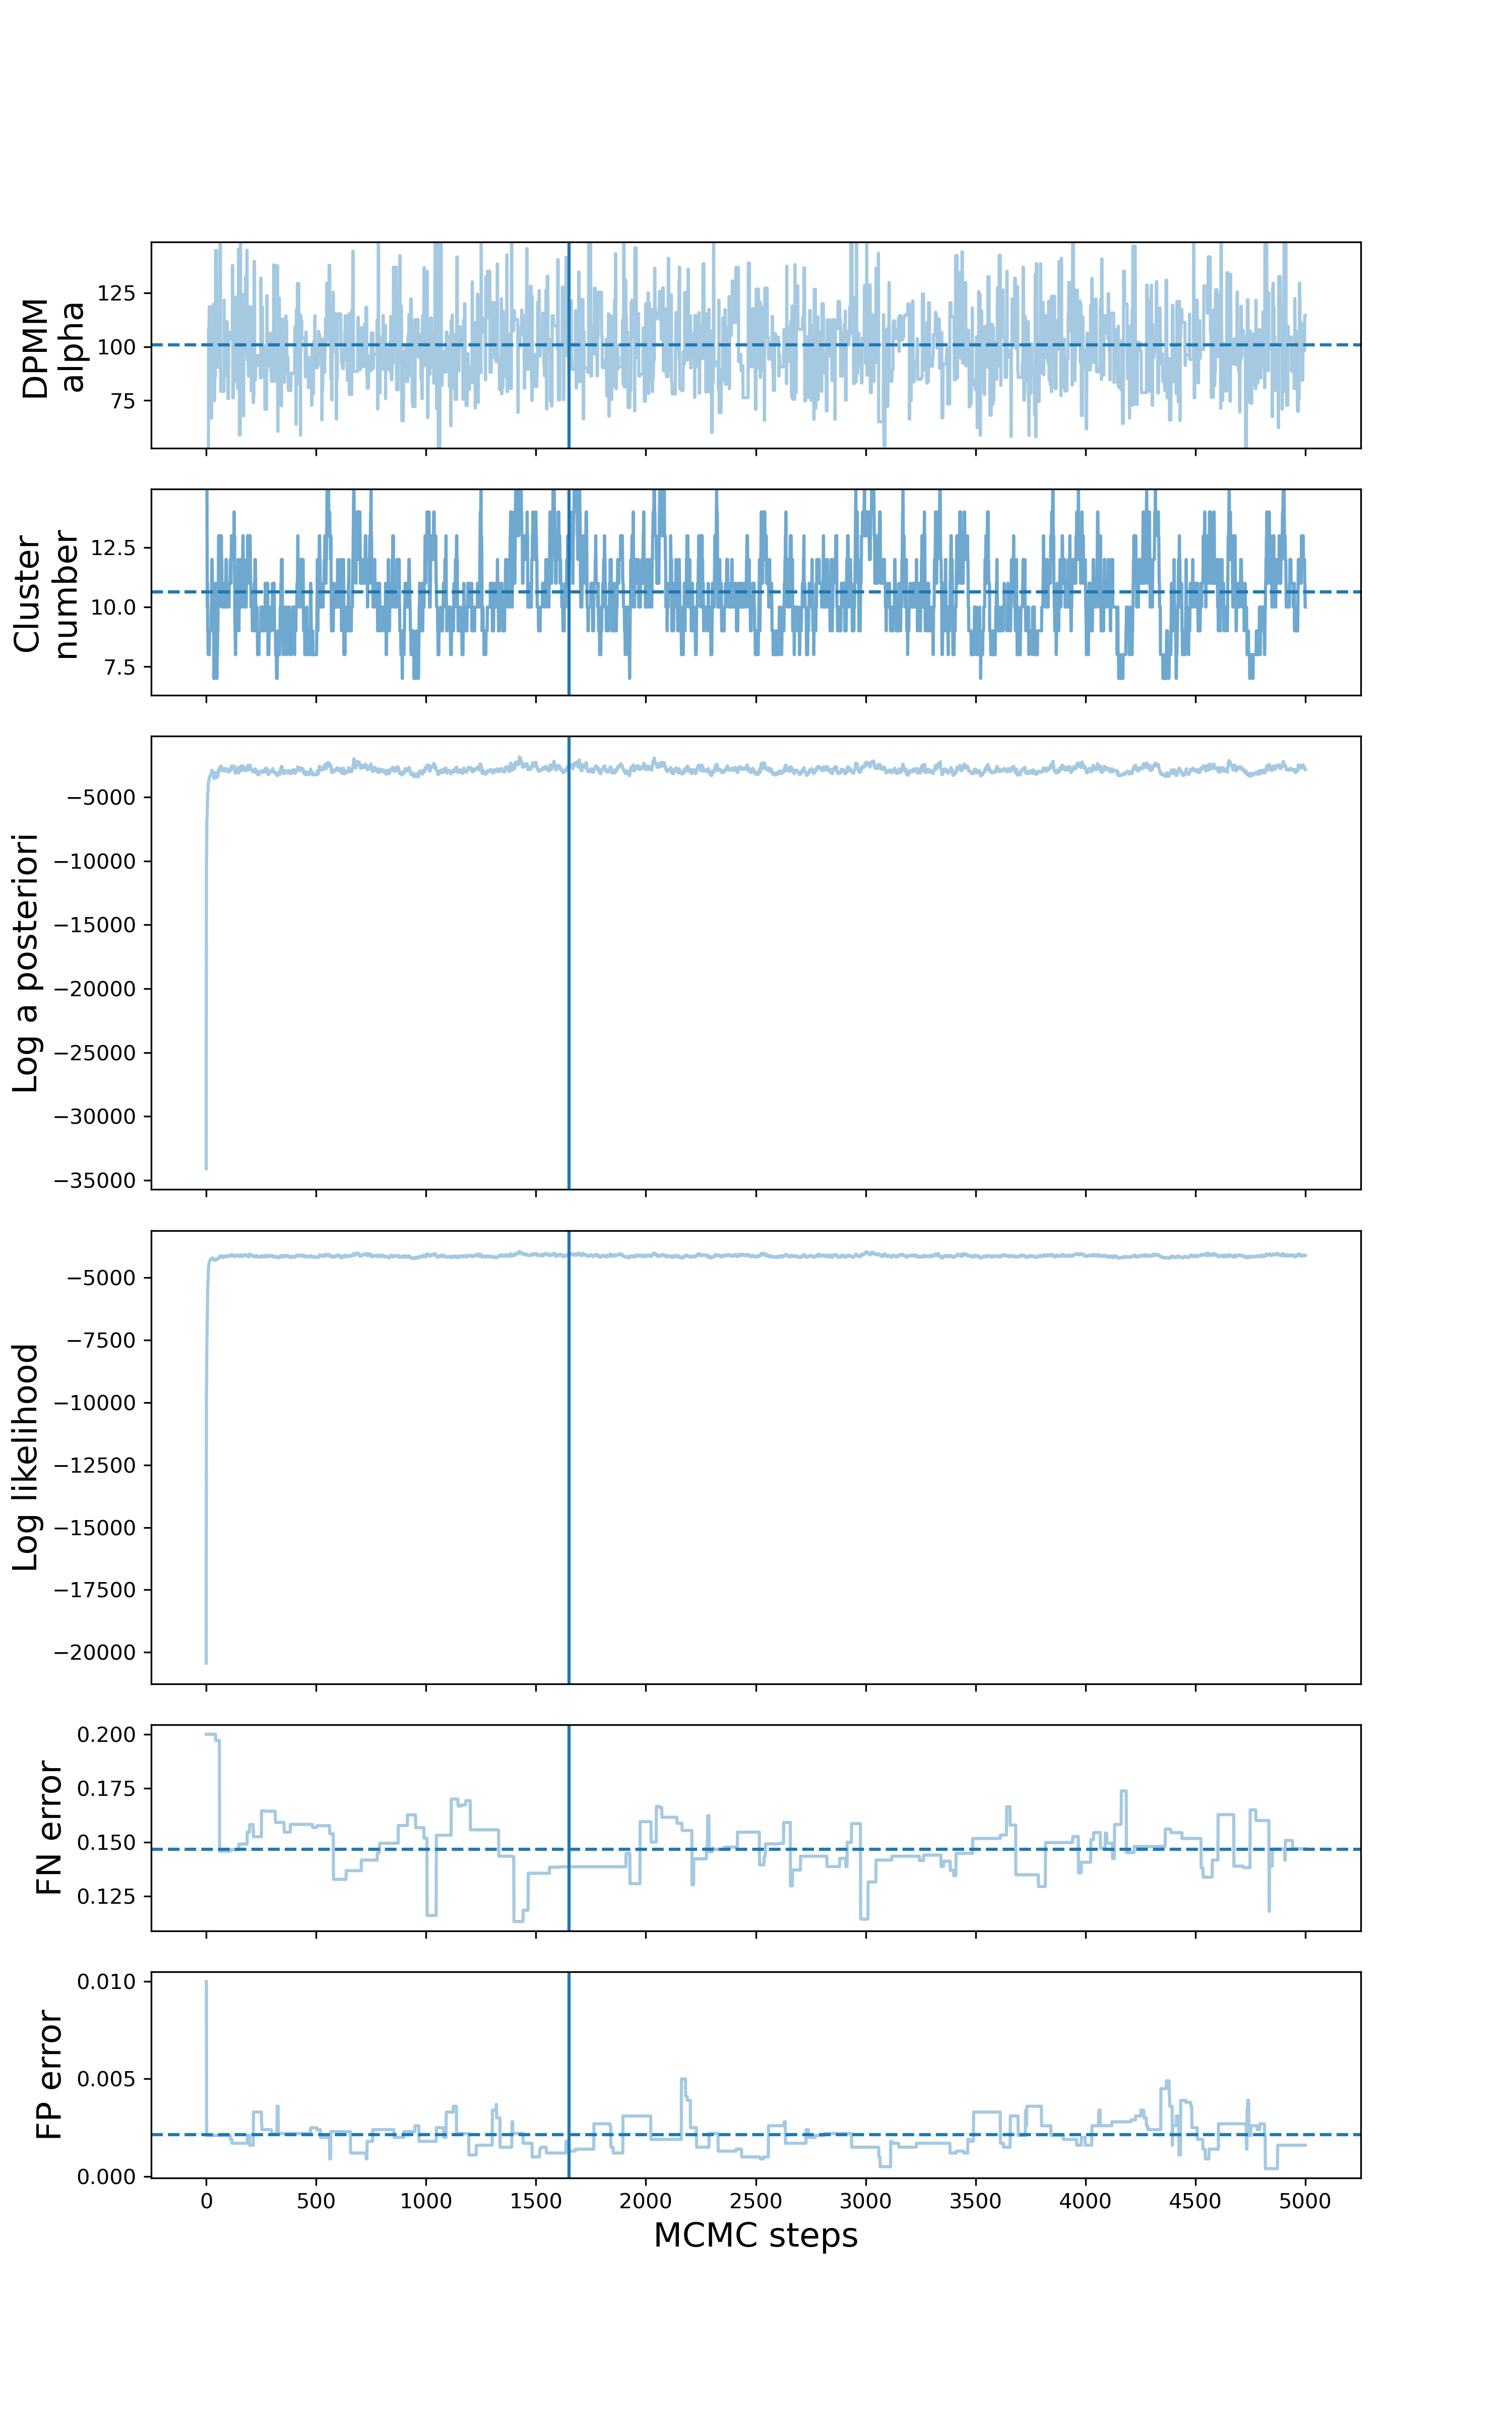 DPMM
alpha
125
100
75
Cluster
number
12.5
10.0
7.5
Log a posteriori
−5000
−10000
−15000
−20000
−25000
−30000
−35000
Log likelihood
−5000
−7500
−10000
−12500
−15000
−17500
−20000
FN error
0.200
0.175
0.150
0.125
FP error
0.010
0.005
0.000
0 500 1000 1500 2000 2500 3000 3500 4000 4500 5000
MCMC steps